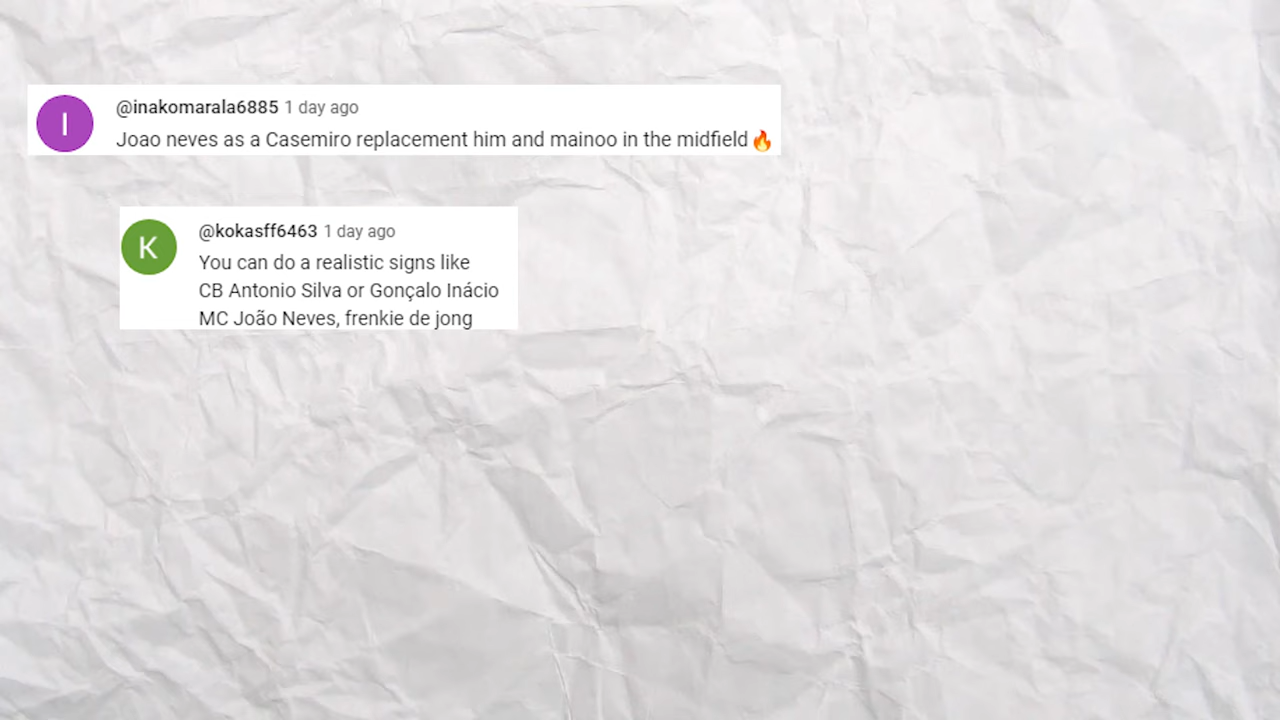 I
@inakomarala6885 1 day ago
Joao neves as a Casemiro replacement him and mainoo in the midfield🔥
K
@kokasff6463 1 day ago
You can do a realistic signs like
CB Antonio Silva or Gonçalo Inácio
MC João Neves, frenkie de jong